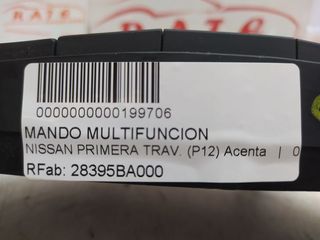 0000000000199706
MANDO MULTIFUNCION
NISSAN PRIMERA TRAV. (P12) Acenta | 0
RFab: 28395BA000